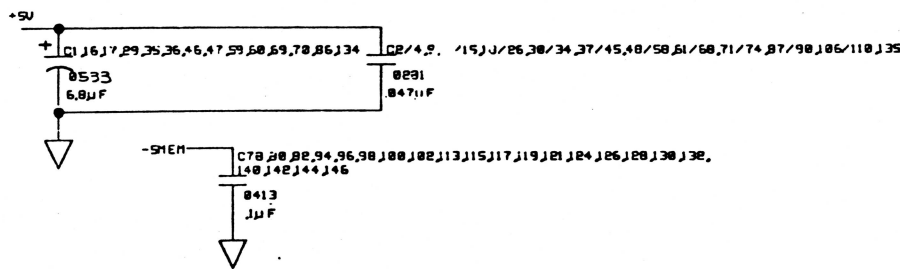 +5V
+
C1,16,17,29,35,36,46,47,59,60,69,70,86,134
0533
6.8µF
C2/4,9, /15,1 /26,30/34,37/45,48/58,61/68,71/74,87/90,106/110,135
0231
.047µF
-5MEM
C78,80,82,94,96,98,100,102,113,115,117,119,121,124,126,128,130,132,
140,142,144,146
0413
.1µF